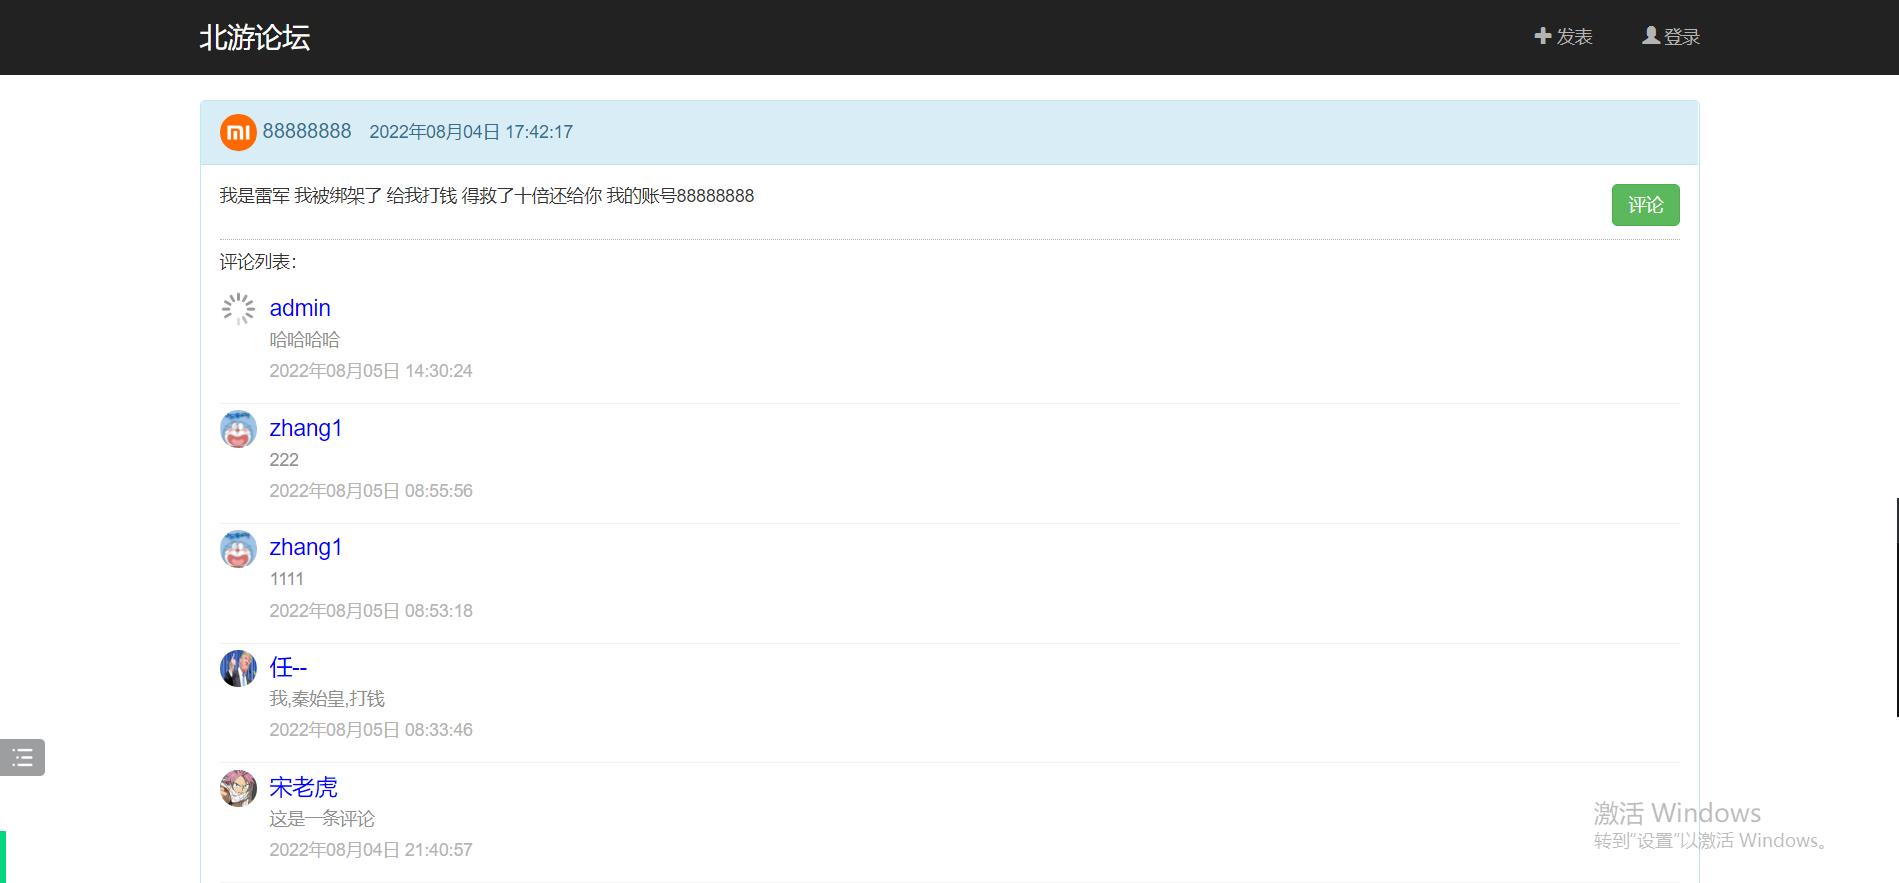 北游论坛
发表 登录
mi 88888888 2022年08月04日 17:42:17
我是雷军 我被绑架了 给我打钱 得救了十倍还给你 我的账号88888888
评论
评论列表:
admin
哈哈哈哈
2022年08月05日 14:30:24
zhang1
222
2022年08月05日 08:55:56
zhang1
1111
2022年08月05日 08:53:18
任--
我,秦始皇,打钱
2022年08月05日 08:33:46
宋老虎
这是一条评论
2022年08月04日 21:40:57
激活 Windows
转到“设置”以激活 Windows。